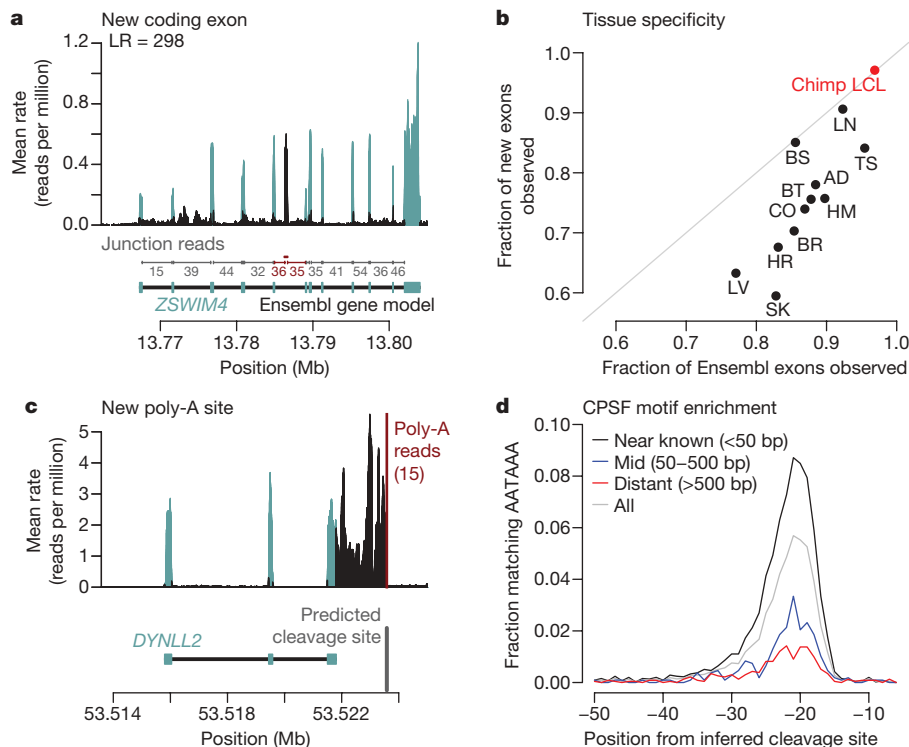 a New coding exon
LR = 298
1.2
0.8
0.4
0.0
Mean rate
(reads per million)
Junction reads
15 39 44 32 36 35 35 41 54 36 46
ZSWIM4 Ensembl gene model
13.77 13.78 13.79 13.80
Position (Mb)
b Tissue specificity
1.0
0.9
0.8
0.7
0.6
Fraction of new exons
observed
Chimp LCL
LN
BS
TS
AD
BT
CO
HM
BR
HR
LV
SK
0.6 0.7 0.8 0.9 1.0
Fraction of Ensembl exons observed
c New poly-A site
5
4
3
2
1
0
Mean rate
(reads per million)
Poly-A
reads
(15)
Predicted
cleavage site
DYNLL2
53.514 53.518 53.522
Position (Mb)
d CPSF motif enrichment
Near known (<50 bp)
Mid (50–500 bp)
Distant (>500 bp)
All
0.10
0.08
0.06
0.04
0.02
0.00
Fraction matching AATAAA
−50 −40 −30 −20 −10
Position from inferred cleavage site